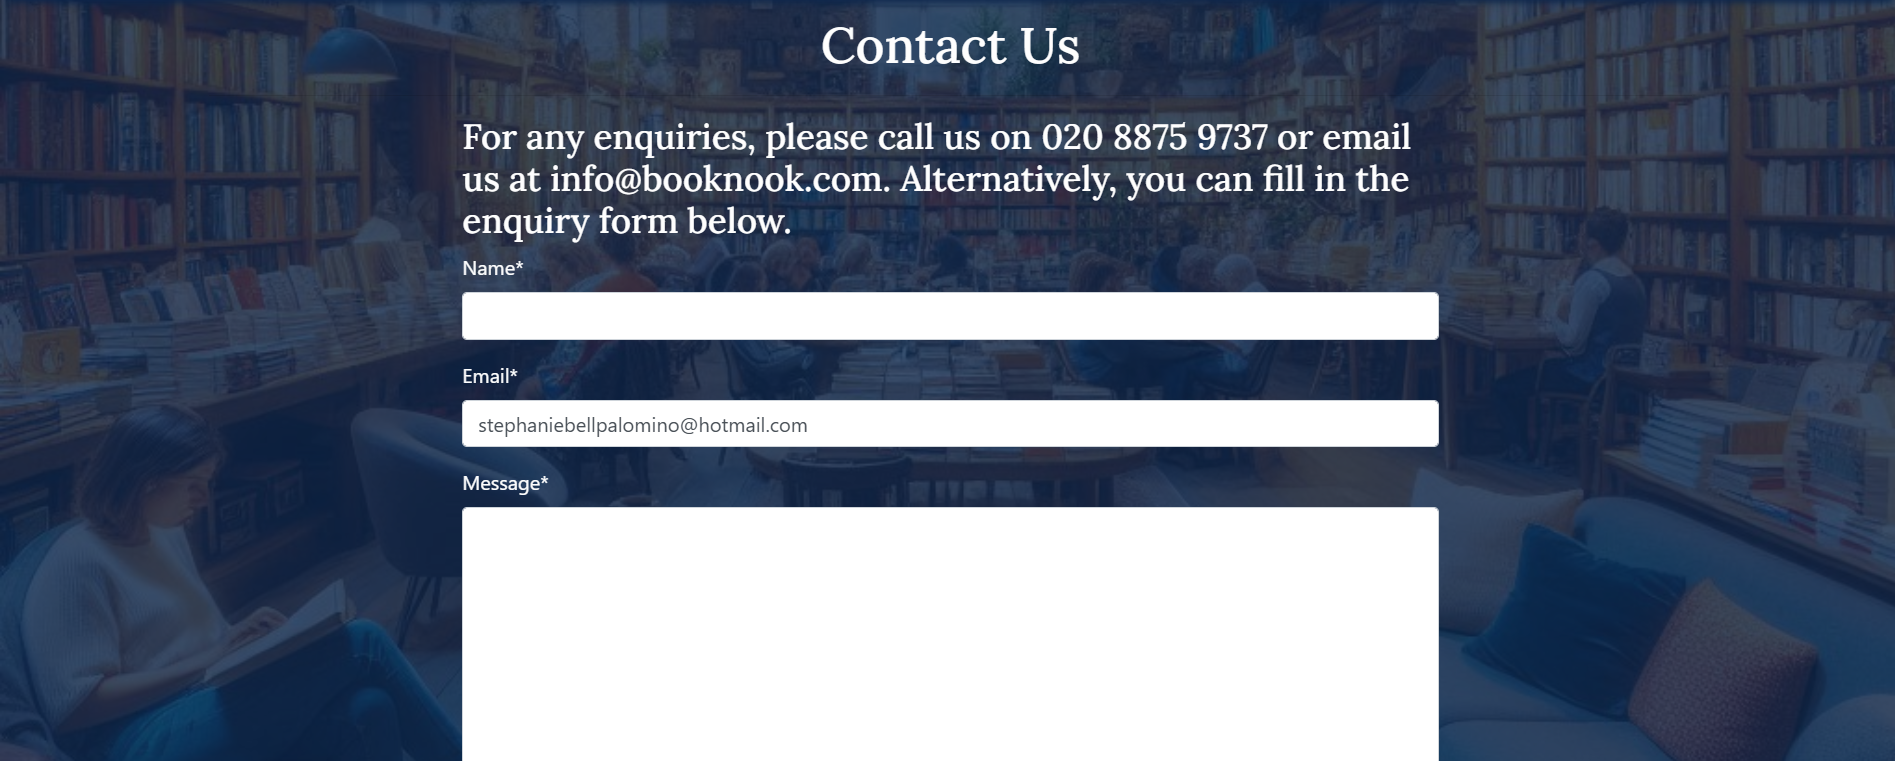 Contact Us
For any enquiries, please call us on 020 8875 9737 or email
us at info@booknook.com. Alternatively, you can fill in the
enquiry form below.
Name*
Email*
stephaniebellpalomino@hotmail.com
Message*